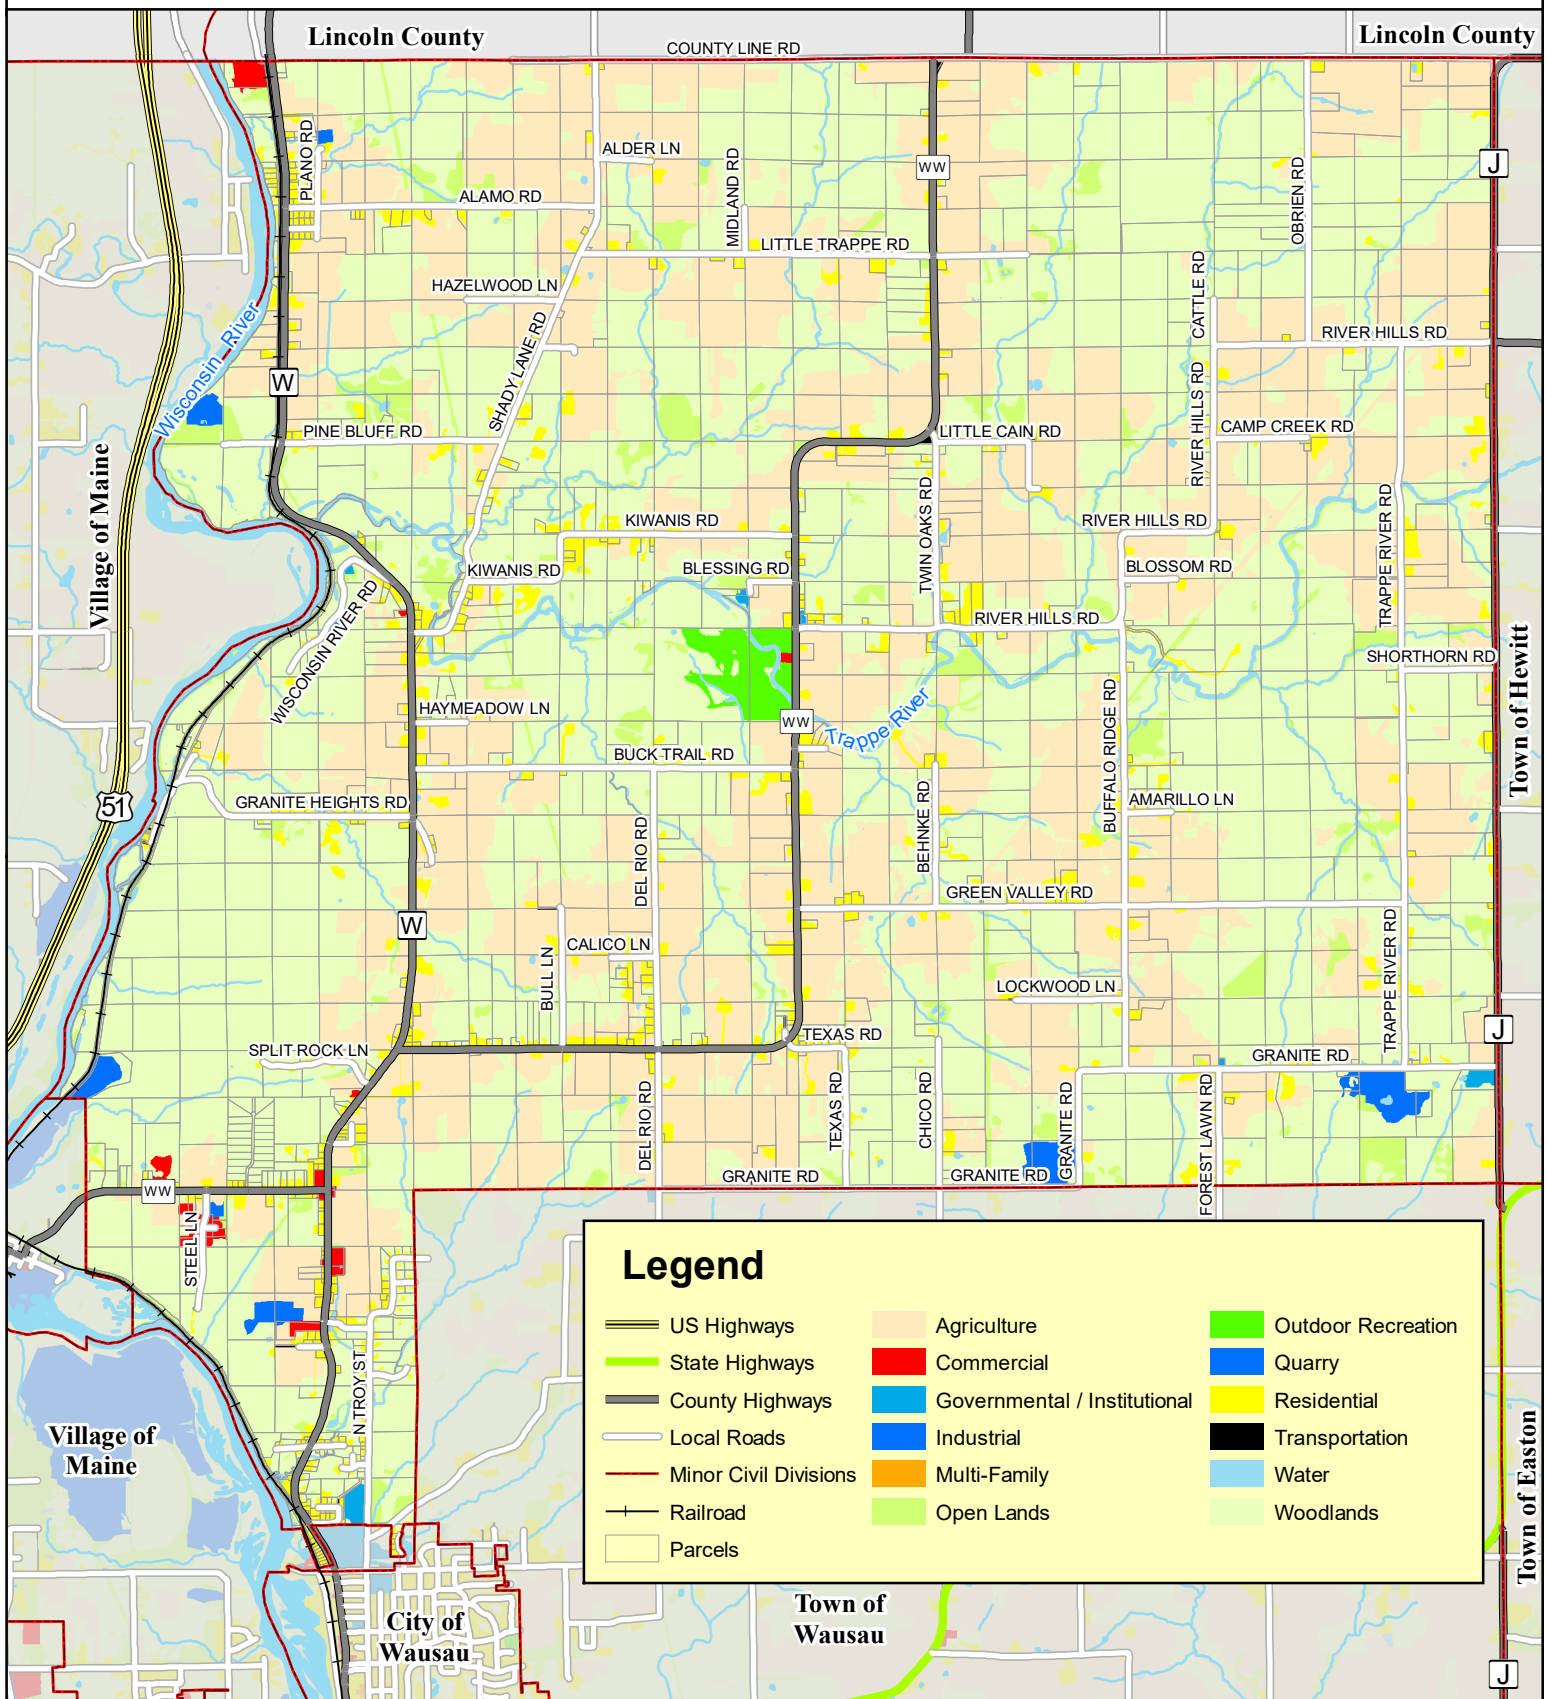 Lincoln County
Lincoln County
COUNTY LINE RD
PLANO RD
ALDER LN
MIDLAND RD
WW
J
OBRIEN RD
ALAMO RD
LITTLE TRAPPE RD
HAZELWOOD LN
CATTLE RD
Wisconsin River
SHADY LANE RD
RIVER HILLS RD
W
RIVER HILLS RD
PINE BLUFF RD
LITTLE CAIN RD
CAMP CREEK RD
Village of Maine
TWIN OAKS RD
TRAPPE RIVER RD
KIWANIS RD
RIVER HILLS RD
KIWANIS RD
BLESSING RD
BLOSSOM RD
WISCONSIN RIVER RD
RIVER HILLS RD
SHORTHORN RD
Town of Hewitt
HAYMEADOW LN
WW
Trappe River
BUFFALO RIDGE RD
BUCK TRAIL RD
51
GRANITE HEIGHTS RD
AMARILLO LN
DEL RIO RD
BEHNKE RD
GREEN VALLEY RD
W
CALICO LN
BULL LN
TRAPPE RIVER RD
LOCKWOOD LN
TEXAS RD
J
SPLIT ROCK LN
GRANITE RD
DEL RIO RD
TEXAS RD
CHICO RD
GRANITE RD
FOREST LAWN RD
WW
GRANITE RD
GRANITE RD
STEEL LN
N TROY ST
Legend
US Highways
State Highways
County Highways
Local Roads
Minor Civil Divisions
Railroad
Parcels
Agriculture
Commercial
Governmental / Institutional
Industrial
Multi-Family
Open Lands
Outdoor Recreation
Quarry
Residential
Transportation
Water
Woodlands
Village of
Maine
Town of Easton
City of
Wausau
Town of
Wausau
J